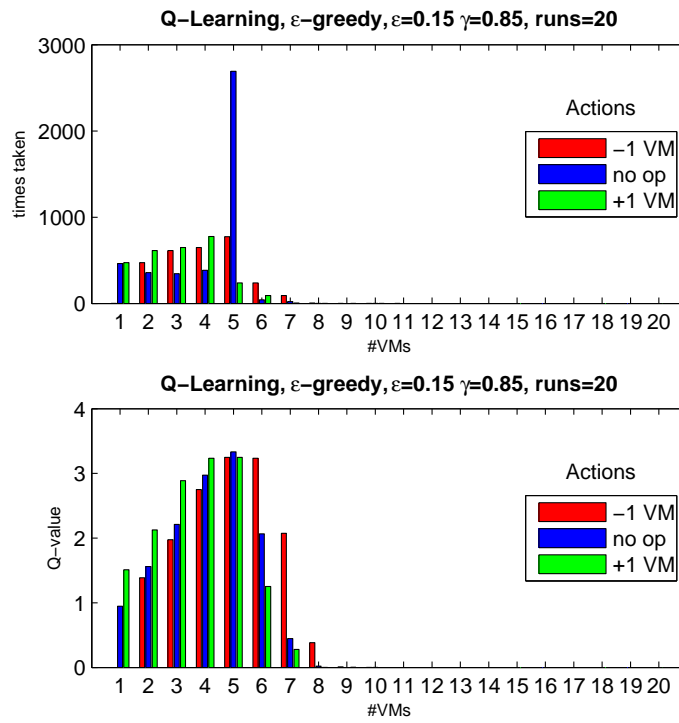 Q−Learning, ε−greedy, ε=0.15 γ=0.85, runs=20
3000
2000
1000
0
times taken
1 2 3 4 5 6 7 8 9 10 11 12 13 14 15 16 17 18 19 20
#VMs
Actions
−1 VM
no op
+1 VM
Q−Learning, ε−greedy, ε=0.15 γ=0.85, runs=20
4
3
2
1
0
Q−value
1 2 3 4 5 6 7 8 9 10 11 12 13 14 15 16 17 18 19 20
#VMs
Actions
−1 VM
no op
+1 VM